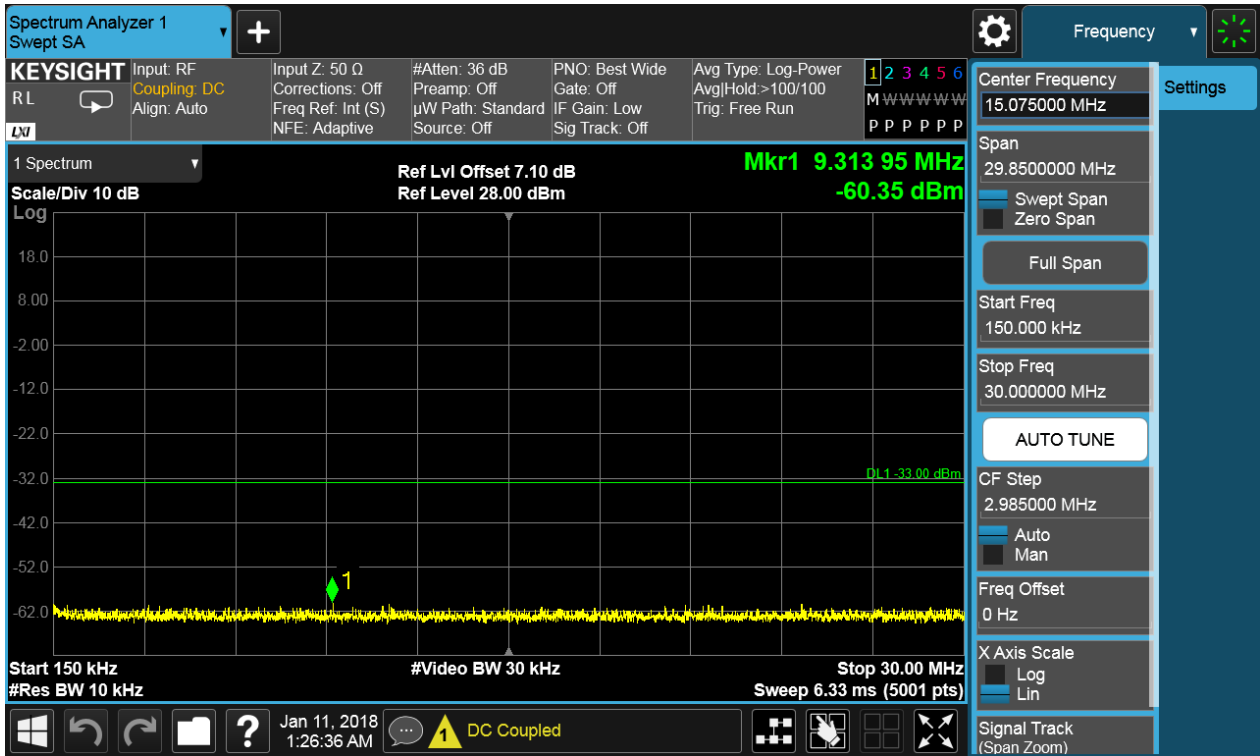 Spectrum Analyzer 1
Swept SA
+
Frequency
KEYSIGHT
RL
LXI
Input: RF
Coupling: DC
Align: Auto
Input Z: 50 Ω
Corrections: Off
Freq Ref: Int (S)
NFE: Adaptive
#Atten: 36 dB
Preamp: Off
µW Path: Standard
Source: Off
PNO: Best Wide
Gate: Off
IF Gain: Low
Sig Track: Off
Avg Type: Log-Power
Avg|Hold:>100/100
Trig: Free Run
1 2 3 4 5 6
M W W W W W
P P P P P P
1 Spectrum
Scale/Div 10 dB
Ref Lvl Offset 7.10 dB
Ref Level 28.00 dBm
Mkr1 9.313 95 MHz
-60.35 dBm
Log
18.0
8.00
-2.00
-12.0
-22.0
-32.0
-42.0
-52.0
-62.0
DL1 -33.00 dBm
1
Start 150 kHz
#Res BW 10 kHz
#Video BW 30 kHz
Stop 30.00 MHz
Sweep 6.33 ms (5001 pts)
Center Frequency
15.075000 MHz
Span
29.8500000 MHz
Swept Span
Zero Span
Full Span
Start Freq
150.000 kHz
Stop Freq
30.000000 MHz
AUTO TUNE
CF Step
2.985000 MHz
Auto
Man
Freq Offset
0 Hz
X Axis Scale
Log
Lin
Signal Track
(Span Zoom)
Settings
?
Jan 11, 2018
1:26:36 AM
1
DC Coupled